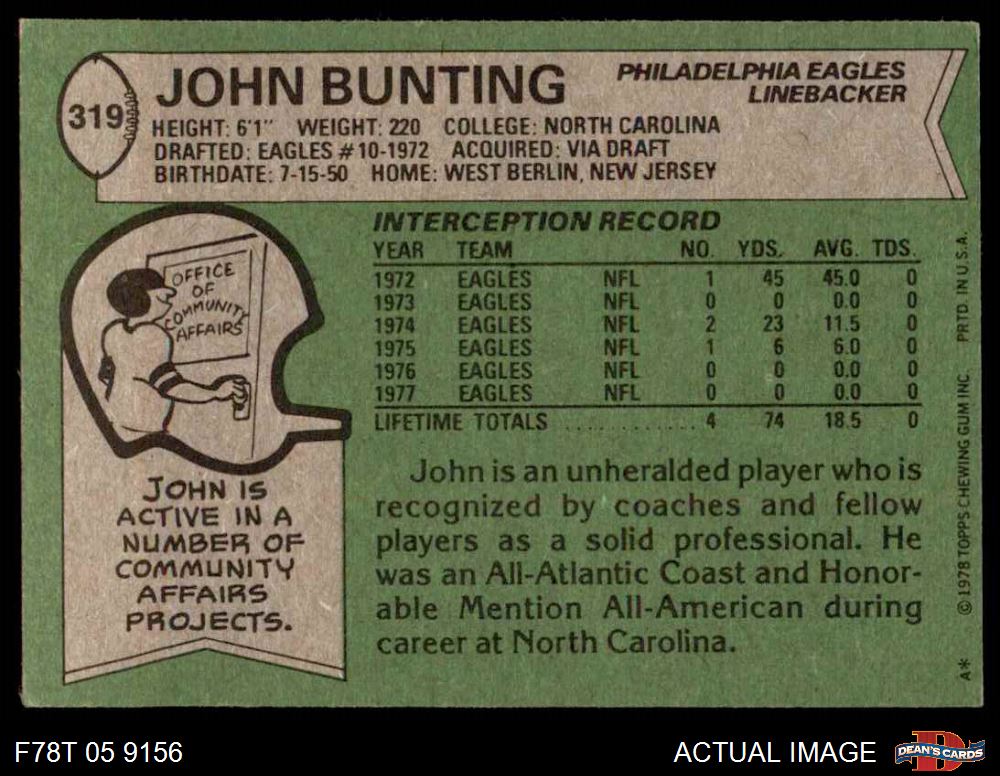 319
JOHN BUNTING
PHILADELPHIA EAGLES
LINEBACKER
HEIGHT: 6'1" WEIGHT: 220 COLLEGE: NORTH CAROLINA
DRAFTED: EAGLES #10-1972 ACQUIRED: VIA DRAFT
BIRTHDATE: 7-15-50 HOME: WEST BERLIN, NEW JERSEY
OFFICE
OF
COMMUNITY
AFFAIRS
JOHN IS
ACTIVE IN A
NUMBER OF
COMMUNITY
AFFAIRS
PROJECTS.
INTERCEPTION RECORD
YEAR TEAM NO. YDS. AVG. TDS.
1972 EAGLES NFL 1 45 45.0 0
1973 EAGLES NFL 0 0 0.0 0
1974 EAGLES NFL 2 23 11.5 0
1975 EAGLES NFL 1 6 6.0 0
1976 EAGLES NFL 0 0 0.0 0
1977 EAGLES NFL 0 0 0.0 0
LIFETIME TOTALS ............ 4 74 18.5 0
John is an unheralded player who is
recognized by coaches and fellow
players as a solid professional. He
was an All-Atlantic Coast and Honor-
able Mention All-American during
career at North Carolina.
A* © 1978 TOPPS CHEWING GUM INC. PRTD. IN U.S.A.
F78T 05 9156
ACTUAL IMAGE
DEAN'S CARDS